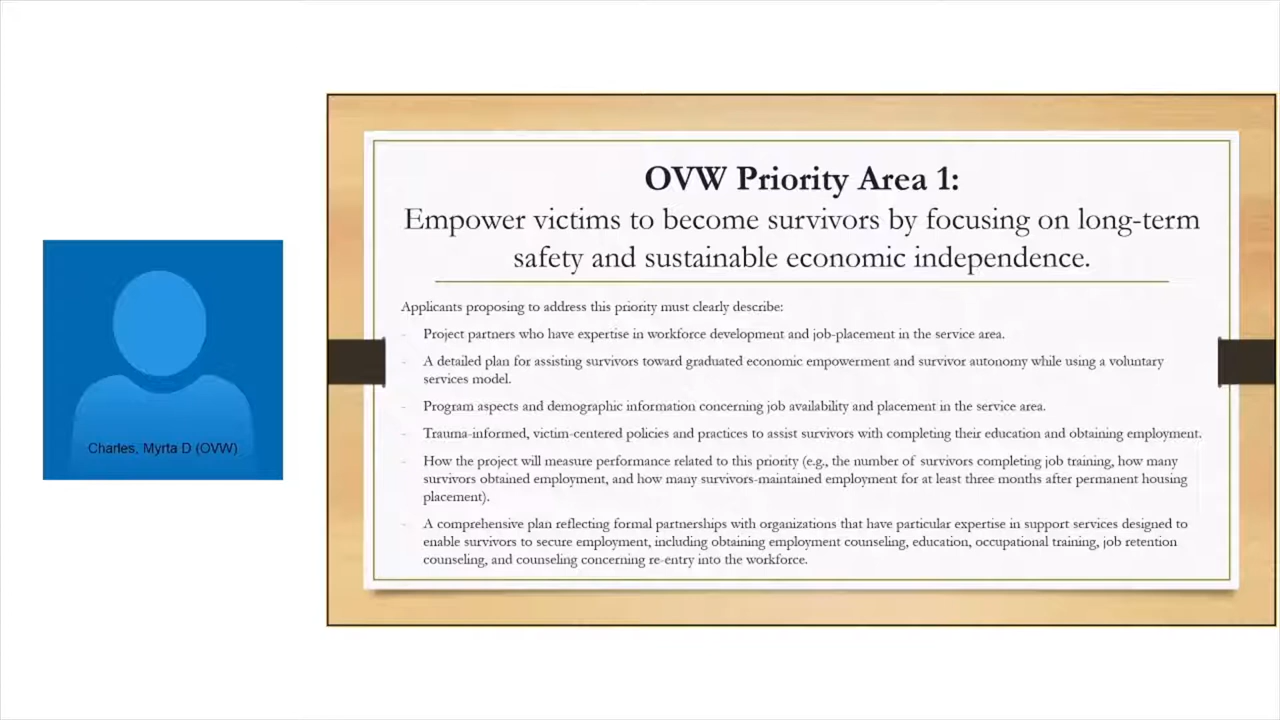 Charles, Myrta D (OVW)
OVW Priority Area 1:
Empower victims to become survivors by focusing on long-term
safety and sustainable economic independence.
Applicants proposing to address this priority must clearly describe:
- Project partners who have expertise in workforce development and job-placement in the service area.
- A detailed plan for assisting survivors toward graduated economic empowerment and survivor autonomy while using a voluntary
services model.
- Program aspects and demographic information concerning job availability and placement in the service area.
- Trauma-informed, victim-centered policies and practices to assist survivors with completing their education and obtaining employment.
- How the project will measure performance related to this priority (e.g., the number of survivors completing job training, how many
survivors obtained employment, and how many survivors-maintained employment for at least three months after permanent housing
placement).
- A comprehensive plan reflecting formal partnerships with organizations that have particular expertise in support services designed to
enable survivors to secure employment, including obtaining employment counseling, education, occupational training, job retention
counseling, and counseling concerning re-entry into the workforce.